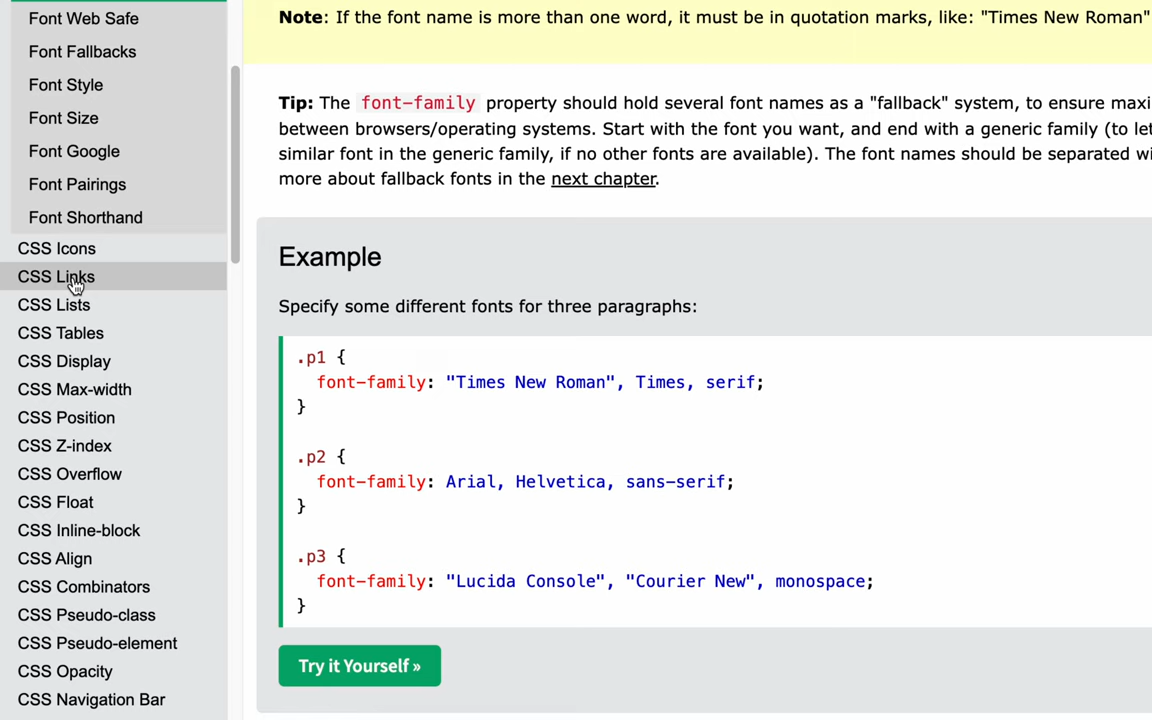 Font Web Safe
Font Fallbacks
Font Style
Font Size
Font Google
Font Pairings
Font Shorthand
CSS Icons
CSS Links
CSS Lists
CSS Tables
CSS Display
CSS Max-width
CSS Position
CSS Z-index
CSS Overflow
CSS Float
CSS Inline-block
CSS Align
CSS Combinators
CSS Pseudo-class
CSS Pseudo-element
CSS Opacity
CSS Navigation Bar
Note: If the font name is more than one word, it must be in quotation marks, like: "Times New Roman"
Tip: The font-family property should hold several font names as a "fallback" system, to ensure maxi
between browsers/operating systems. Start with the font you want, and end with a generic family (to let
similar font in the generic family, if no other fonts are available). The font names should be separated wi
more about fallback fonts in the next chapter.
Example
Specify some different fonts for three paragraphs:
.p1 {
font-family: "Times New Roman", Times, serif;
}
.p2 {
font-family: Arial, Helvetica, sans-serif;
}
.p3 {
font-family: "Lucida Console", "Courier New", monospace;
}
Try it Yourself »